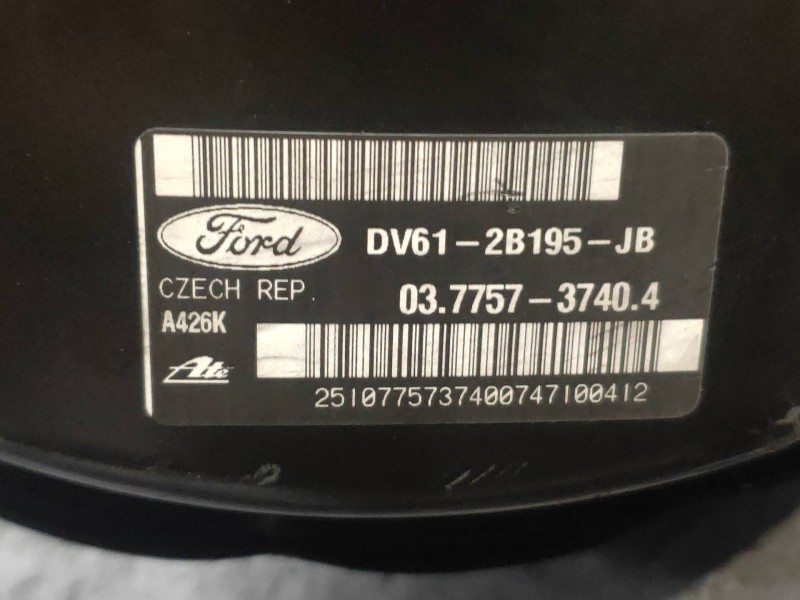 Ford
DV61-2B195-JB
CZECH REP.
03.7757-3740.4
A426K
Ate
2510775737400747100412